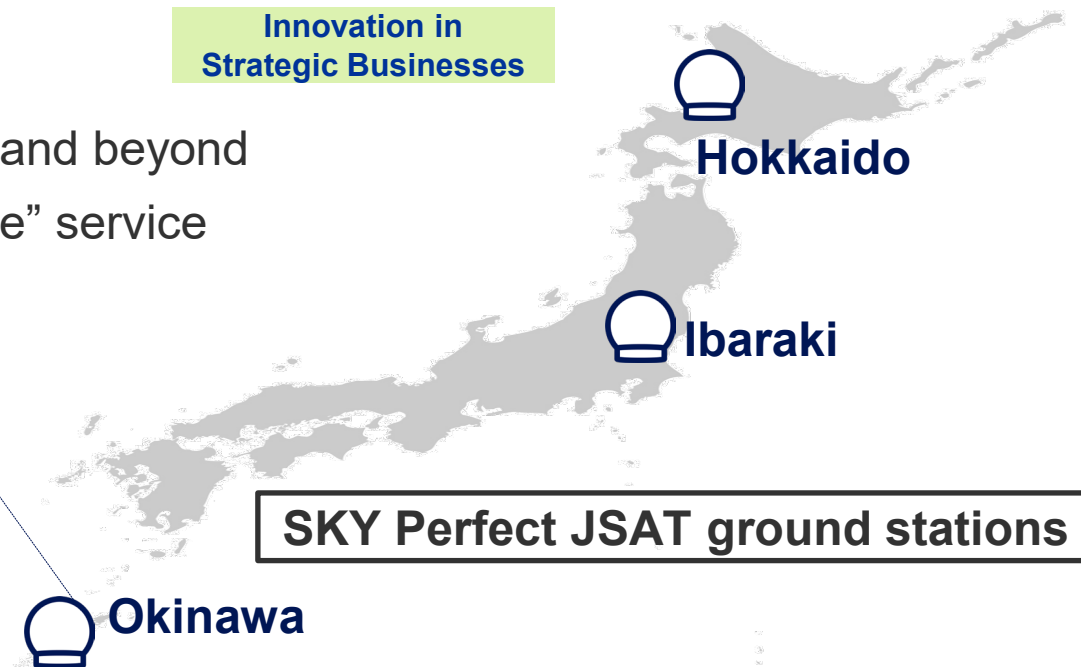 Innovation in
Strategic Businesses
and beyond
Hokkaido
e” service
Ibaraki
SKY Perfect JSAT ground stations
Okinawa